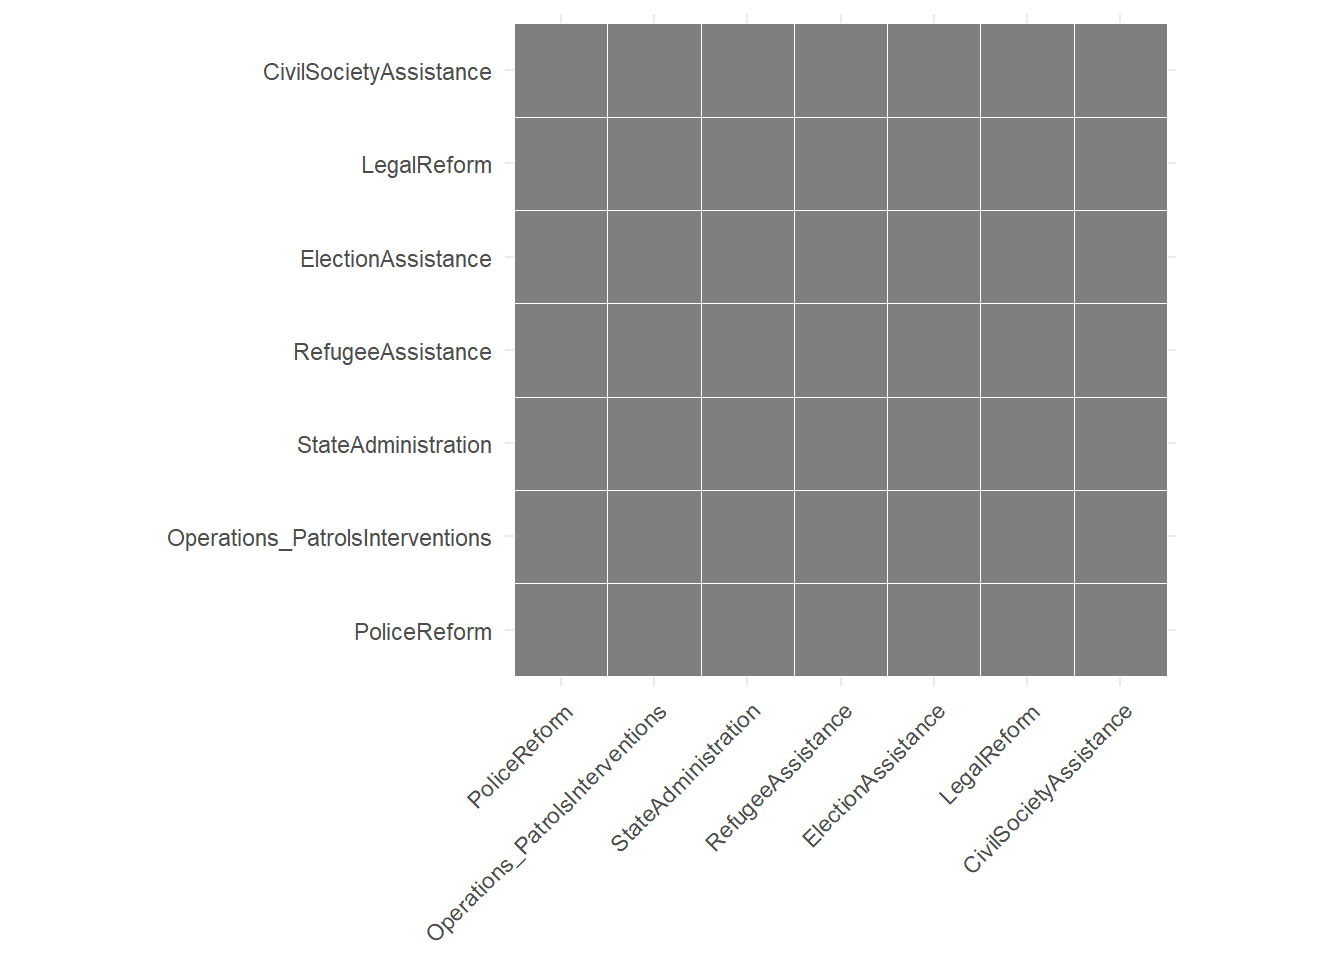 CivilSocietyAssistance
LegalReform
ElectionAssistance
RefugeeAssistance
StateAdministration
Operations_PatrolsInterventions
PoliceReform
PoliceReform
Operations_PatrolsInterventions
StateAdministration
RefugeeAssistance
ElectionAssistance
LegalReform
CivilSocietyAssistance